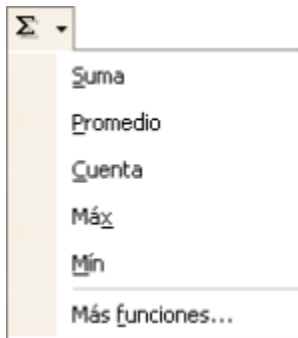 Σ
Suma
Promedio
Cuenta
Máx
Mín
Más funciones...